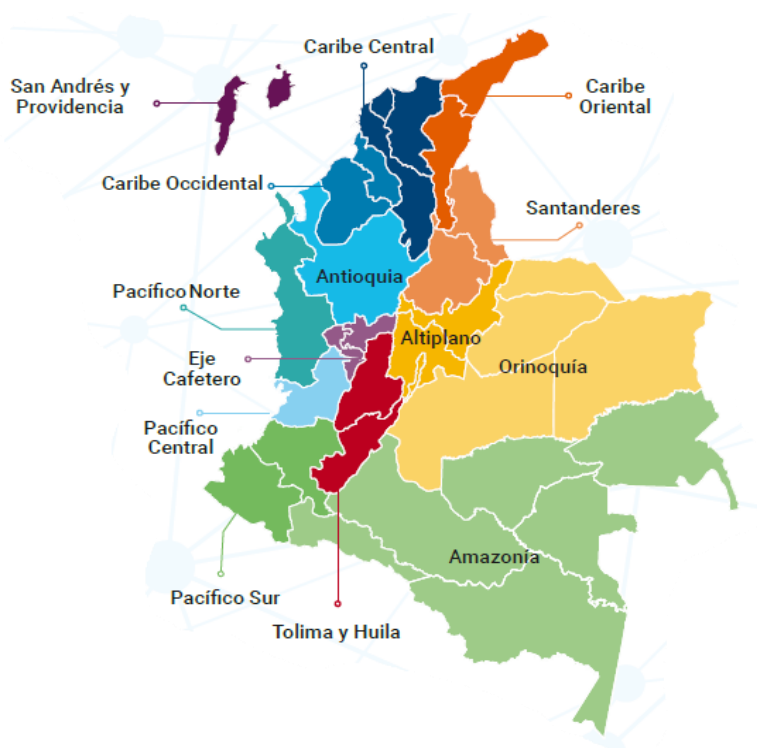 Caribe Central
San Andrés y
Providencia
Caribe
Oriental
Caribe Occidental
Santanderes
Antioquia
Pacífico Norte
Altiplano
Eje
Cafetero
Orinoquía
Pacífico
Central
Amazonía
Pacífico Sur
Tolima y Huila